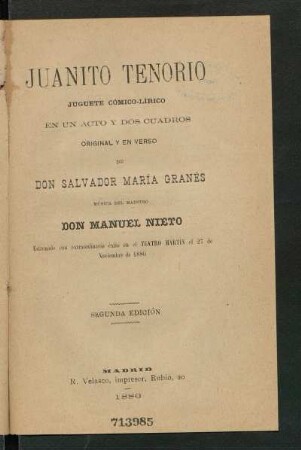 JUANITO TENORIO
JUGUETE CÓMICO-LÍRICO
EN UN ACTO Y DOS CUADROS
ORIGINAL Y EN VERSO
DE
DON SALVADOR MARÍA GRANÉS
MÚSICA DEL MAESTRO
DON MANUEL NIETO
Estrenado con extraordinario éxito en el TEATRO MARTIN el 27 de
Noviembre de 1886
SEGUNDA EDICIÓN
MADRID
R. Velasco, impresor, Rubio, 20
713985